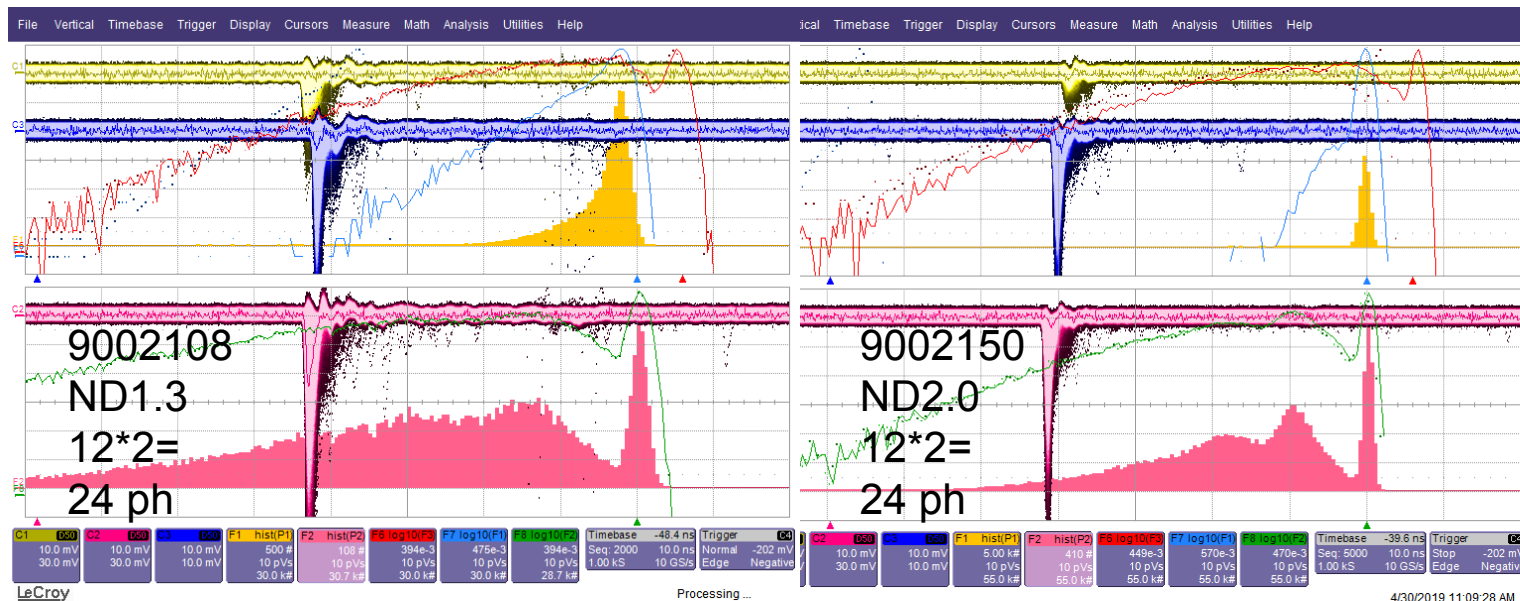 File Vertical Timebase Trigger Display Cursors Measure Math Analysis Utilities Help
ical Timebase Trigger Display Cursors Measure Math Analysis Utilities Help
C1
C3
C2
9002108
ND1.3
12*2=
24 ph
9002150
ND2.0
12*2=
24 ph
C1 D50
10.0 mV
30.0 mV
C2 D50
10.0 mV
30.0 mV
10.0 mV
10.0 mV
F1 hist(P1)
500 #
10 pVs
30.0 k#
F2 hist(P2)
108 #
10 pVs
30.7 k#
F6 log10(F3)
394e-3
10 pVs
30.0 k#
F7 log10(F1)
475e-3
10 pVs
30.0 k#
F8 log10(F2)
394e-3
10 pVs
28.7 k#
Timebase -48.4 ns
Seq: 2000 10.0 ns
1.00 kS 10 GS/s
Trigger C4
Normal -202 mV
Edge Negative
C2 D50
10.0 mV
30.0 mV
10.0 mV
10.0 mV
F1 hist(P1)
5.00 k#
10 pVs
55.0 k#
F2 hist(P2)
410 #
10 pVs
55.0 k#
F6 log10(F3)
449e-3
10 pVs
55.0 k#
F7 log10(F1)
570e-3
10 pVs
55.0 k#
F8 log10(F2)
470e-3
10 pVs
55.0 k#
Timebase -39.6 ns
Seq: 5000 10.0 ns
1.00 kS 10 GS/s
Trigger
Stop -202 mV
Edge Negative
LeCroy
Processing ...
4/30/2019 11:09:28 AM